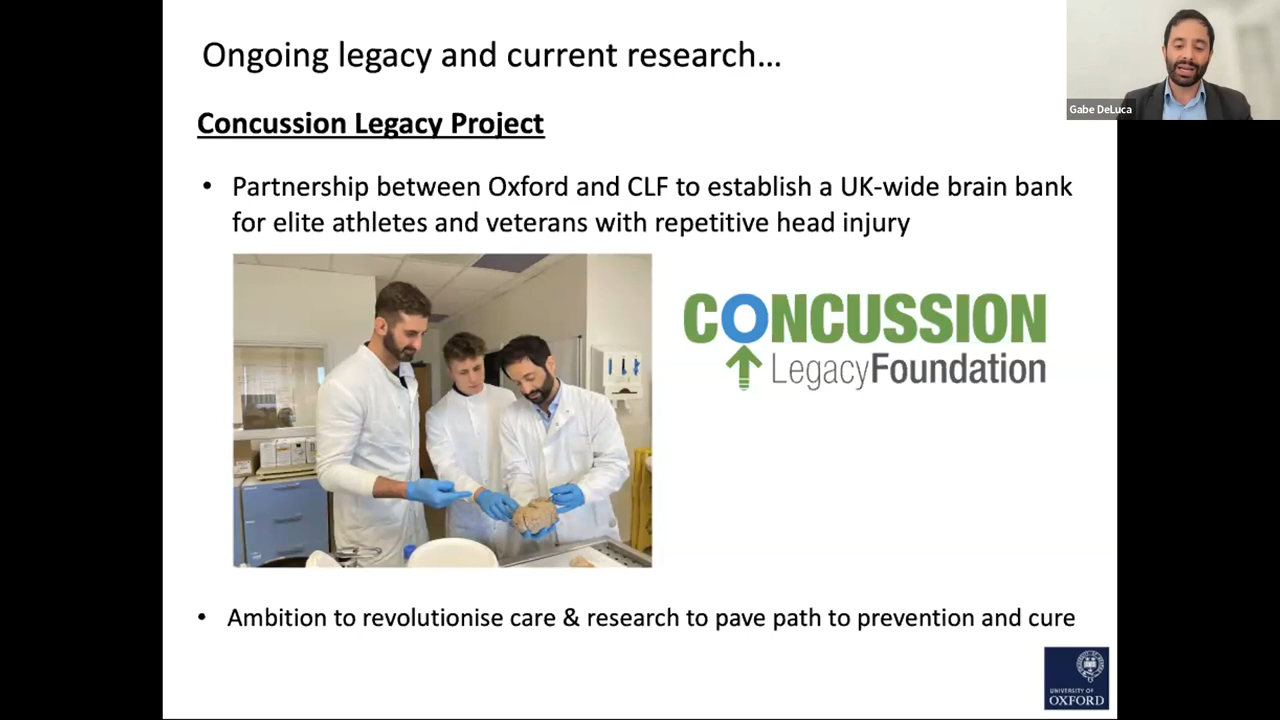 Ongoing legacy and current research…
Gabe DeLuca
Concussion Legacy Project
• Partnership between Oxford and CLF to establish a UK-wide brain bank
for elite athletes and veterans with repetitive head injury
CONCUSSION
LegacyFoundation
• Ambition to revolutionise care & research to pave path to prevention and cure
UNIVERSITY OF
OXFORD